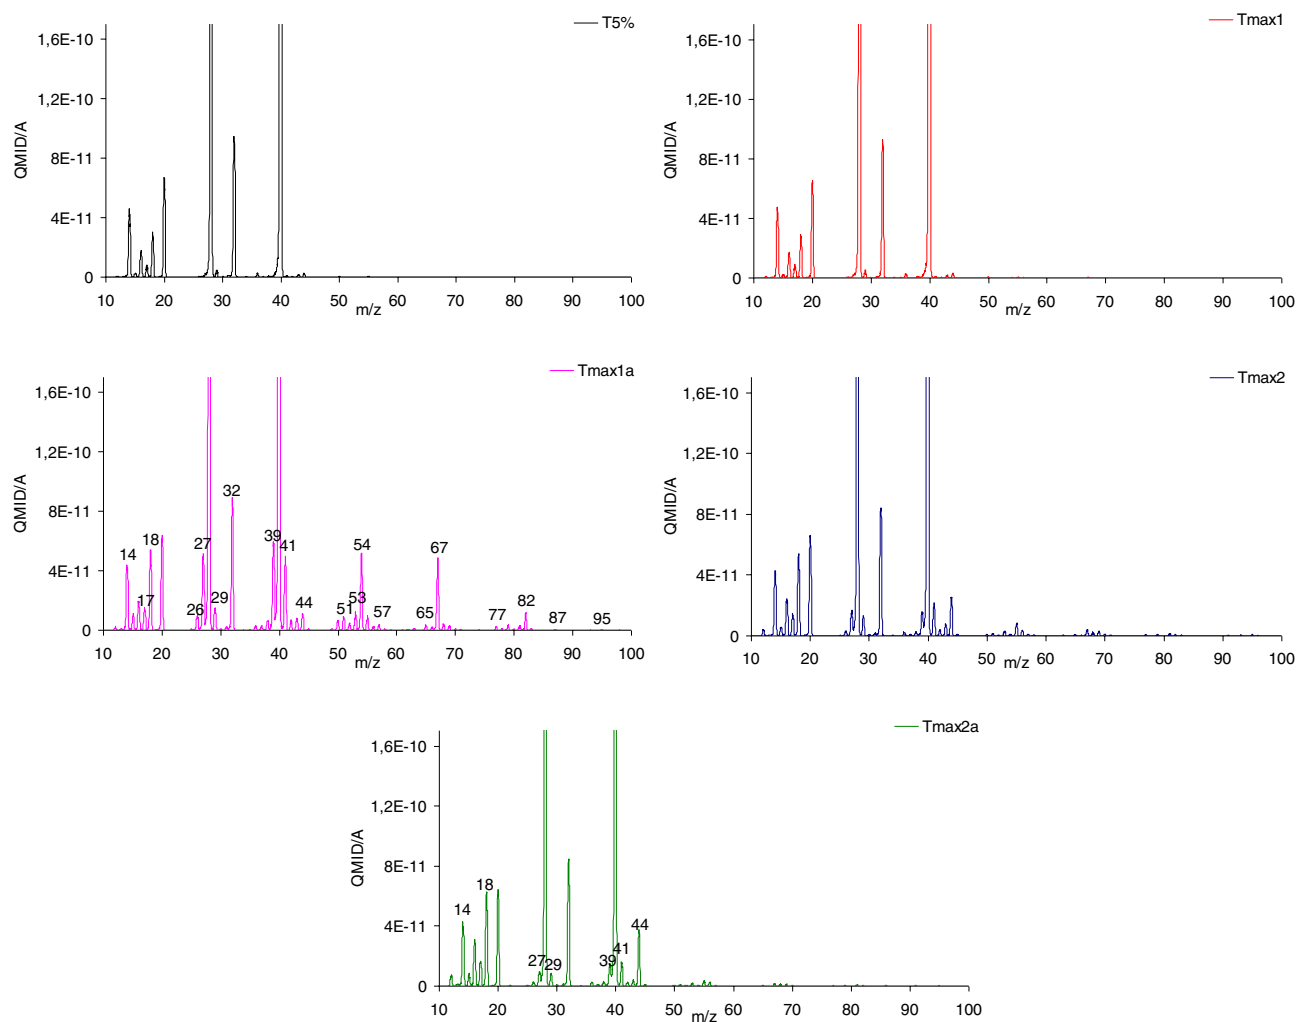 T5%
1,6E-10
1,2E-10
8E-11
4E-11
0
QMID/A
10 20 30 40 50 60 70 80 90 100
m/z
Tmax1
1,6E-10
1,2E-10
8E-11
4E-11
0
QMID/A
10 20 30 40 50 60 70 80 90 100
m/z
Tmax1a
1,6E-10
1,2E-10
8E-11
4E-11
0
QMID/A
14 17 18 26 27 29 32 39 41 44 51 53 54 57 65 67 77 82 87 95
10 20 30 40 50 60 70 80 90 100
m/z
Tmax2
1,6E-10
1,2E-10
8E-11
4E-11
0
QMID/A
10 20 30 40 50 60 70 80 90 100
m/z
Tmax2a
1,6E-10
1,2E-10
8E-11
4E-11
0
QMID/A
14 18 27 29 39 41 44
10 20 30 40 50 60 70 80 90 100
m/z